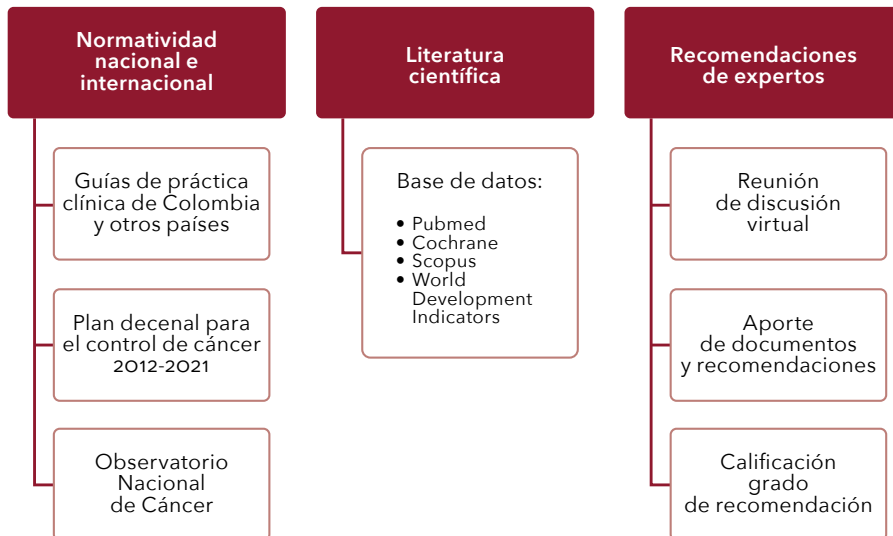 Normatividad
nacional e
internacional
Guías de práctica
clínica de Colombia
y otros países
Plan decenal para
el control de cáncer
2012-2021
Observatorio
Nacional
de Cáncer
Literatura
científica
Base de datos:
• Pubmed
• Cochrane
• Scopus
• World
Development
Indicators
Recomendaciones
de expertos
Reunión
de discusión
virtual
Aporte
de documentos
y recomendaciones
Calificación
grado
de recomendación